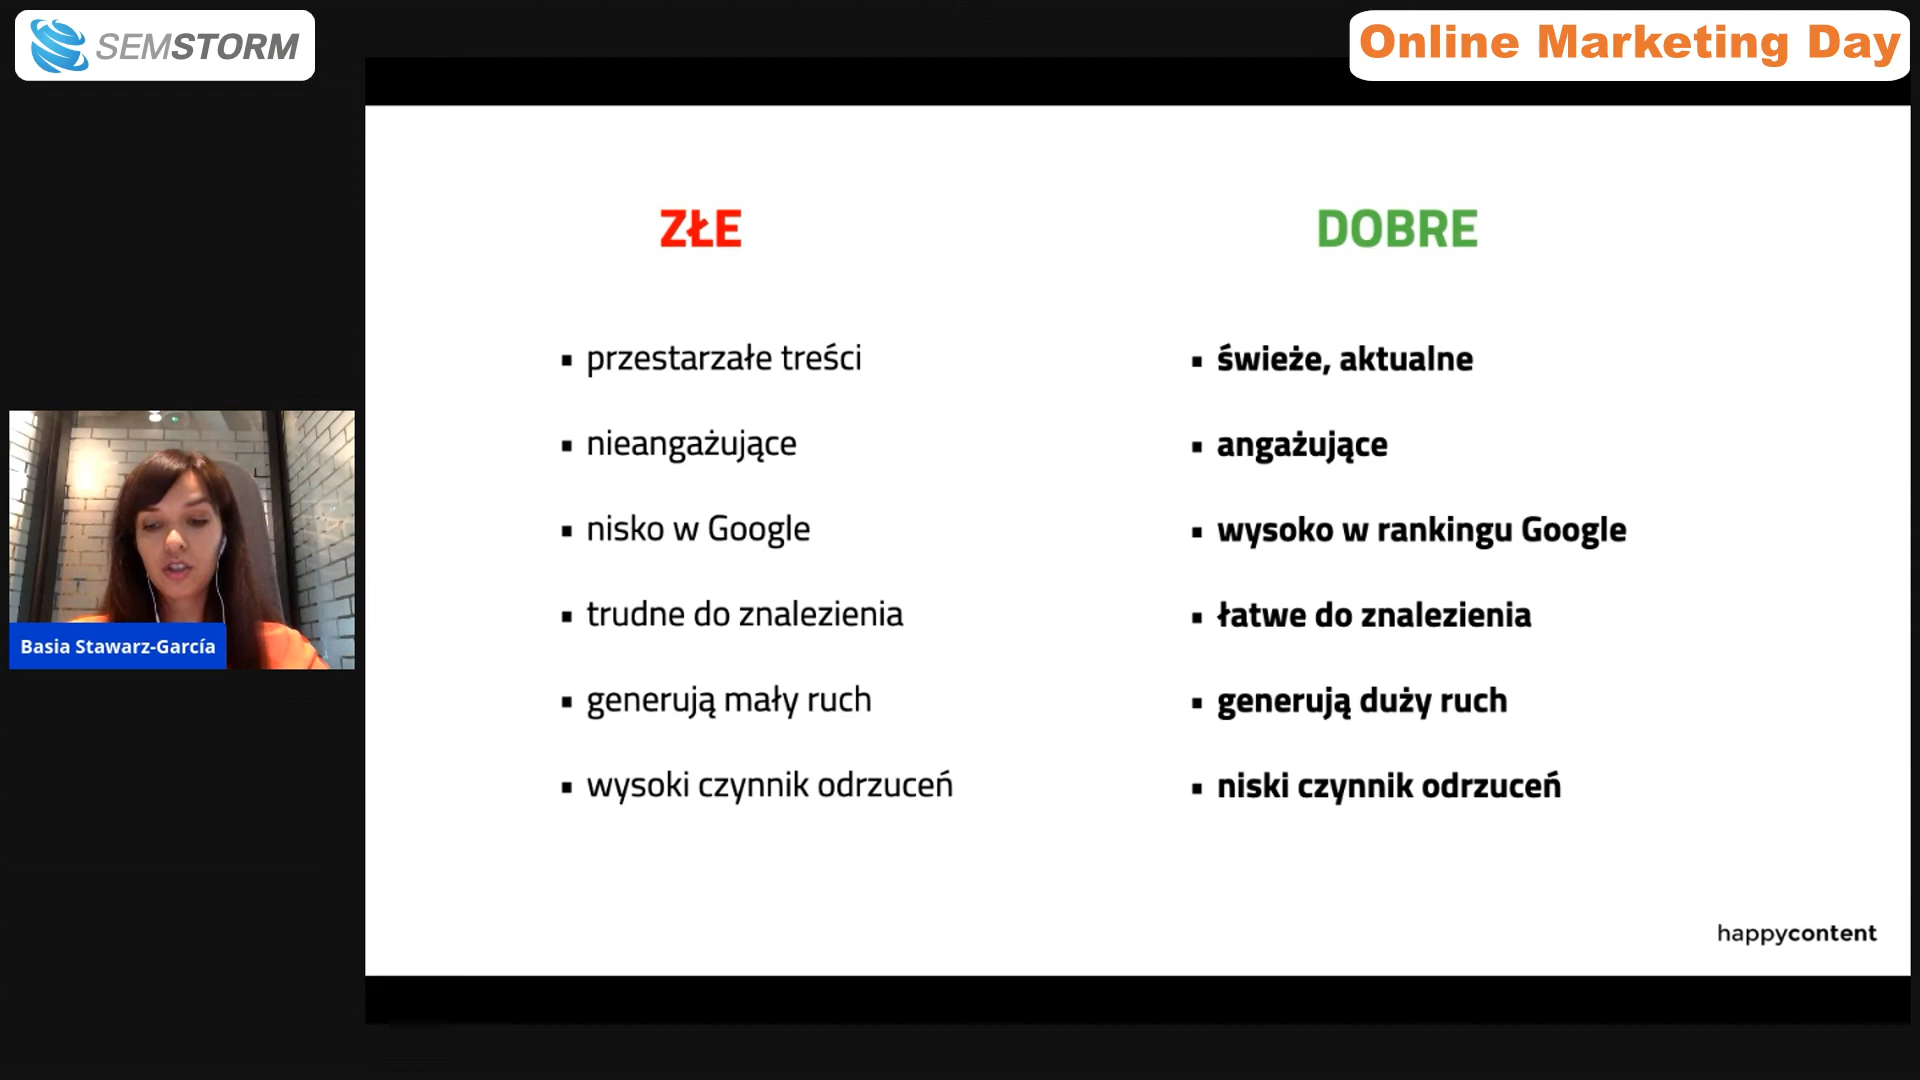 SEMSTORM
Online Marketing Day
ZŁE
▪ przestarzałe treści
▪ nieangażujące
▪ nisko w Google
▪ trudne do znalezienia
▪ generują mały ruch
▪ wysoki czynnik odrzuceń
DOBRE
▪ świeże, aktualne
▪ angażujące
▪ wysoko w rankingu Google
▪ łatwe do znalezienia
▪ generują duży ruch
▪ niski czynnik odrzuceń
Basia Stawarz-García
happycontent